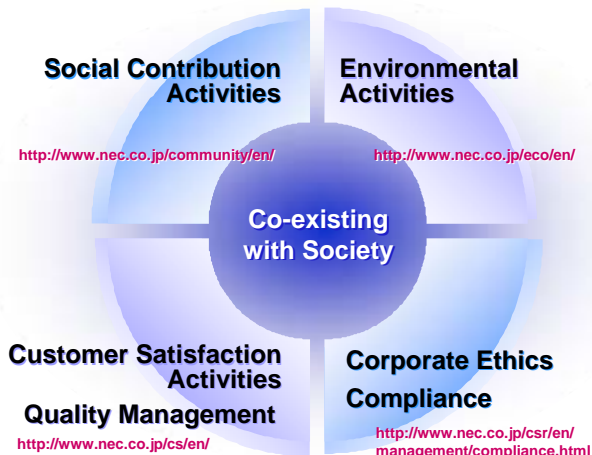 Social Contribution
Activities
http://www.nec.co.jp/community/en/
Environmental
Activities
http://www.nec.co.jp/eco/en/
Co-existing
with Society
Customer Satisfaction
Activities
Quality Management
http://www.nec.co.jp/cs/en/
Corporate Ethics
Compliance
http://www.nec.co.jp/csr/en/
management/compliance.html